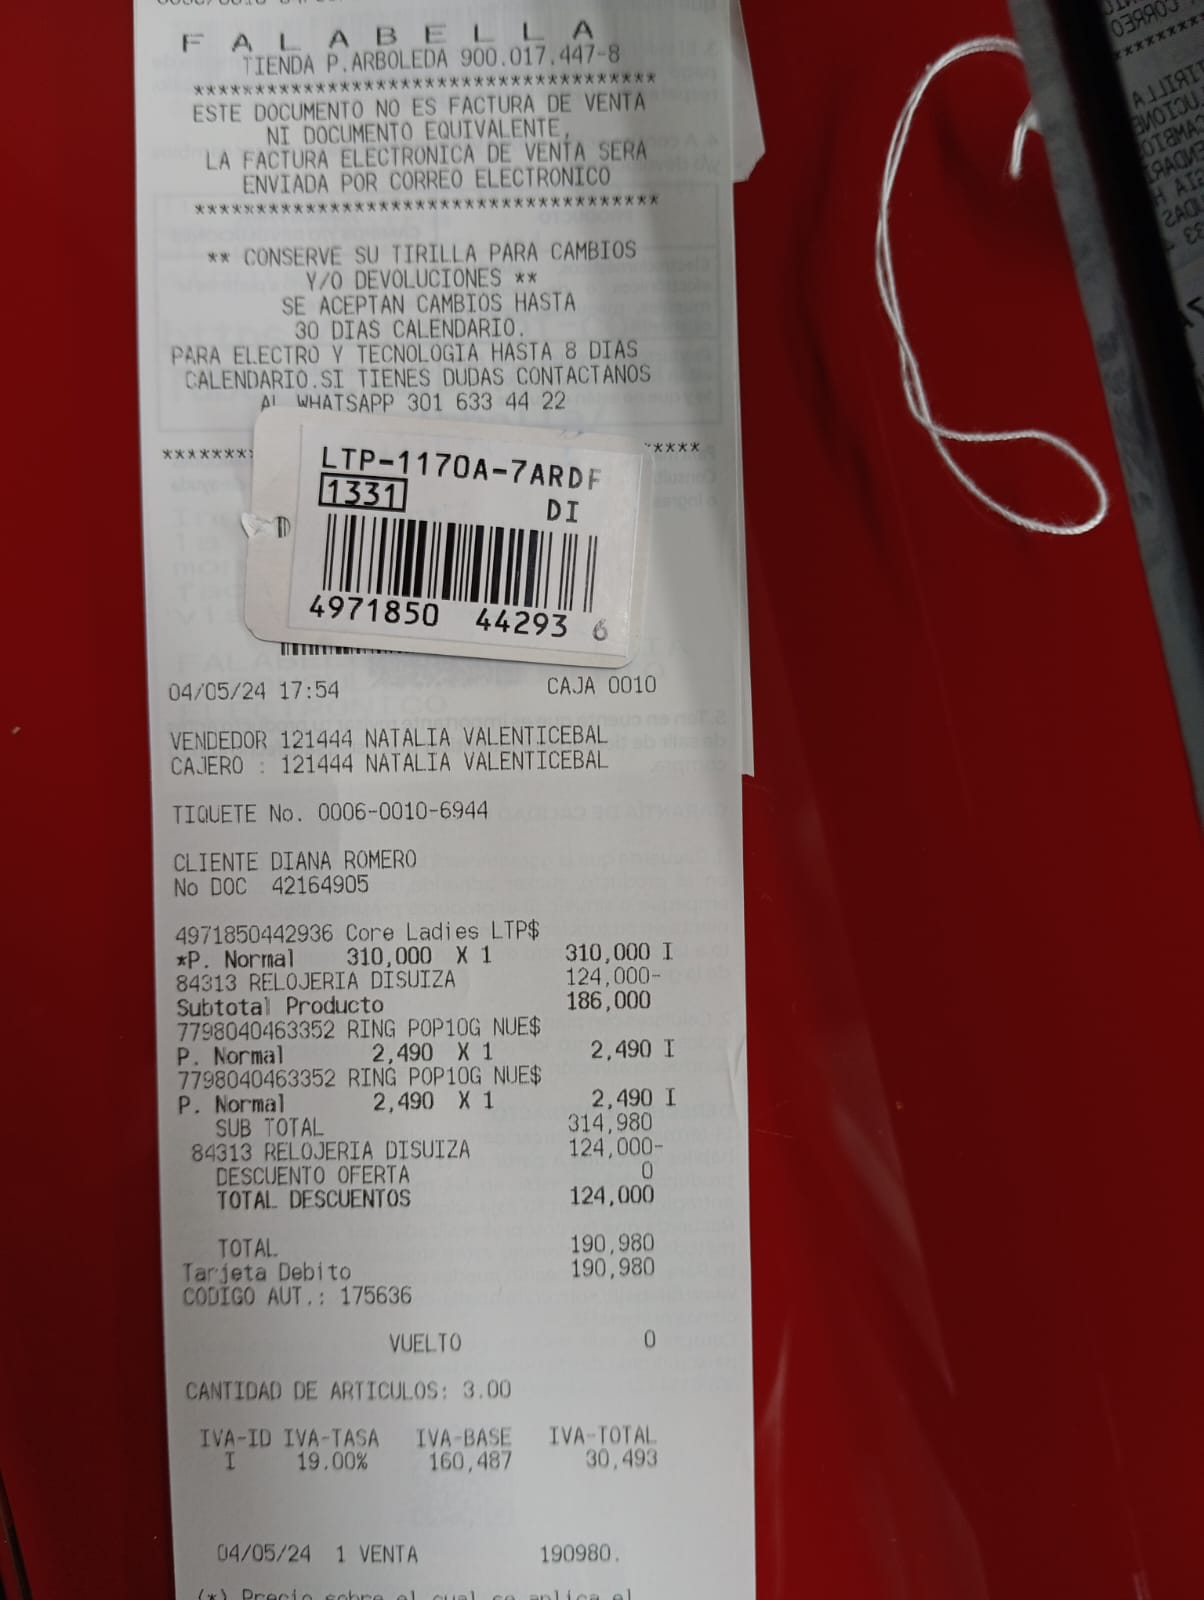 F A L A B E L L A
TIENDA P.ARBOLEDA 900.017.447-8
**************************************
ESTE DOCUMENTO NO ES FACTURA DE VENTA
NI DOCUMENTO EQUIVALENTE,
LA FACTURA ELECTRONICA DE VENTA SERA
ENVIADA POR CORREO ELECTRONICO
**************************************
** CONSERVE SU TIRILLA PARA CAMBIOS
Y/O DEVOLUCIONES **
SE ACEPTAN CAMBIOS HASTA
30 DIAS CALENDARIO.
PARA ELECTRO Y TECNOLOGIA HASTA 8 DIAS
CALENDARIO.SI TIENES DUDAS CONTACTANOS
AL WHATSAPP 301 633 44 22
LTP-1170A-7ARDF
1331 DI
4971850 44293 6
04/05/24 17:54 CAJA 0010
VENDEDOR 121444 NATALIA VALENTICEBAL
CAJERO : 121444 NATALIA VALENTICEBAL
TIQUETE No. 0006-0010-6944
CLIENTE DIANA ROMERO
No DOC 42164905
4971850442936 Core Ladies LTP$
*P. Normal 310,000 X 1 310,000 I
84313 RELOJERIA DISUIZA 124,000-
Subtotal Producto 186,000
7798040463352 RING POP10G NUE$
P. Normal 2,490 X 1 2,490 I
7798040463352 RING POP10G NUE$
P. Normal 2,490 X 1 2,490 I
SUB TOTAL 314,980
84313 RELOJERIA DISUIZA 124,000-
DESCUENTO OFERTA 0
TOTAL DESCUENTOS 124,000
TOTAL 190,980
Tarjeta Debito 190,980
CODIGO AUT.: 175636
VUELTO 0
CANTIDAD DE ARTICULOS: 3.00
IVA-ID IVA-TASA IVA-BASE IVA-TOTAL
I 19.00% 160,487 30,493
04/05/24 1 VENTA 190980.
(*) Precio sobre el cual se aplica el